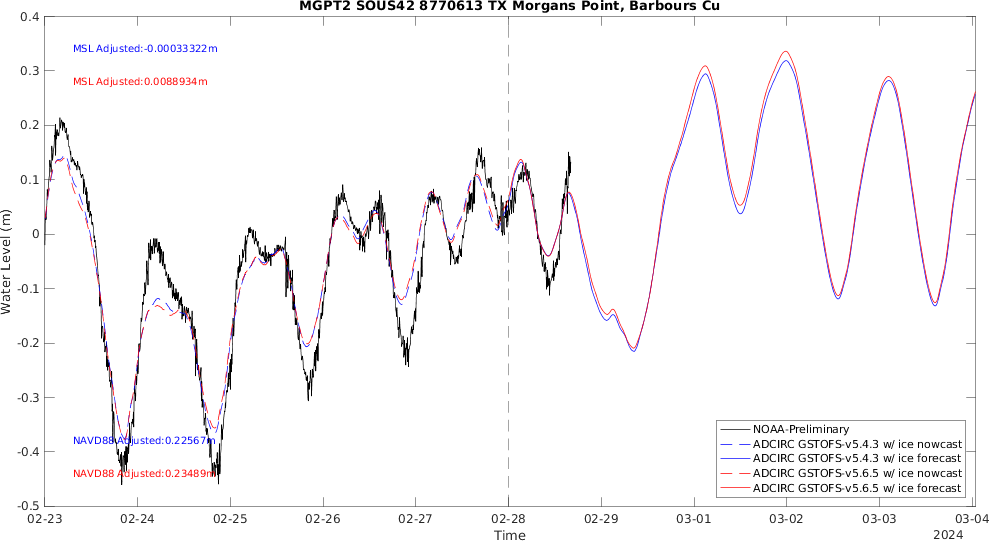 MGPT2 SOUS42 8770613 TX Morgans Point, Barbours Cu
0.4
0.3
0.2
0.1
0
-0.1
-0.2
-0.3
-0.4
-0.5
Water Level (m)
MSL Adjusted:-0.00033322m
MSL Adjusted:0.0088934m
NAVD88 Adjusted:0.22567m
NAVD88 Adjusted:0.23489m
NOAA-Preliminary
ADCIRC GSTOFS-v5.4.3 w/ ice nowcast
ADCIRC GSTOFS-v5.4.3 w/ ice forecast
ADCIRC GSTOFS-v5.6.5 w/ ice nowcast
ADCIRC GSTOFS-v5.6.5 w/ ice forecast
02-23 02-24 02-25 02-26 02-27 02-28 02-29 03-01 03-02 03-03 03-04
Time
2024